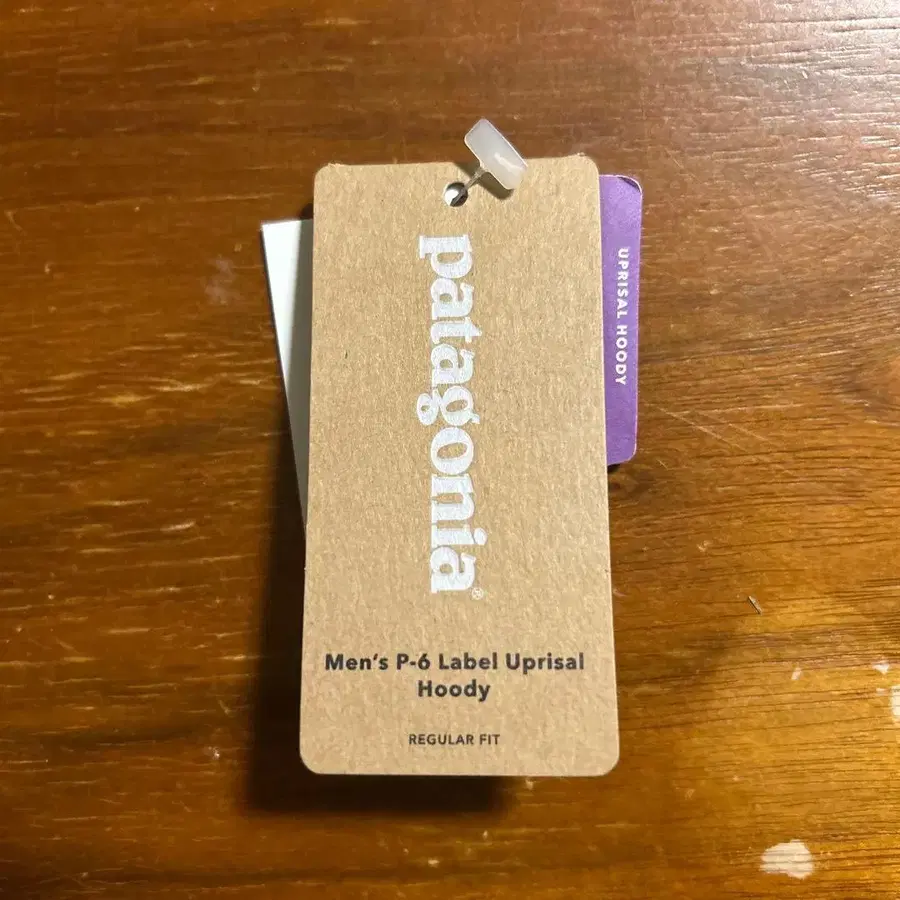 patagonia®
Men's P-6 Label Uprisal
Hoody
REGULAR FIT
UPRISAL HOODY